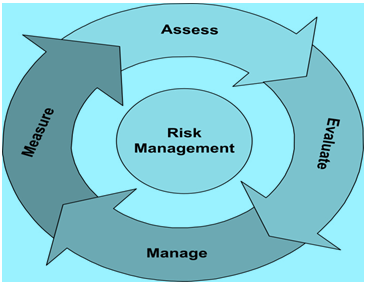 Assess
Evaluate
Manage
Measure
Risk
Management